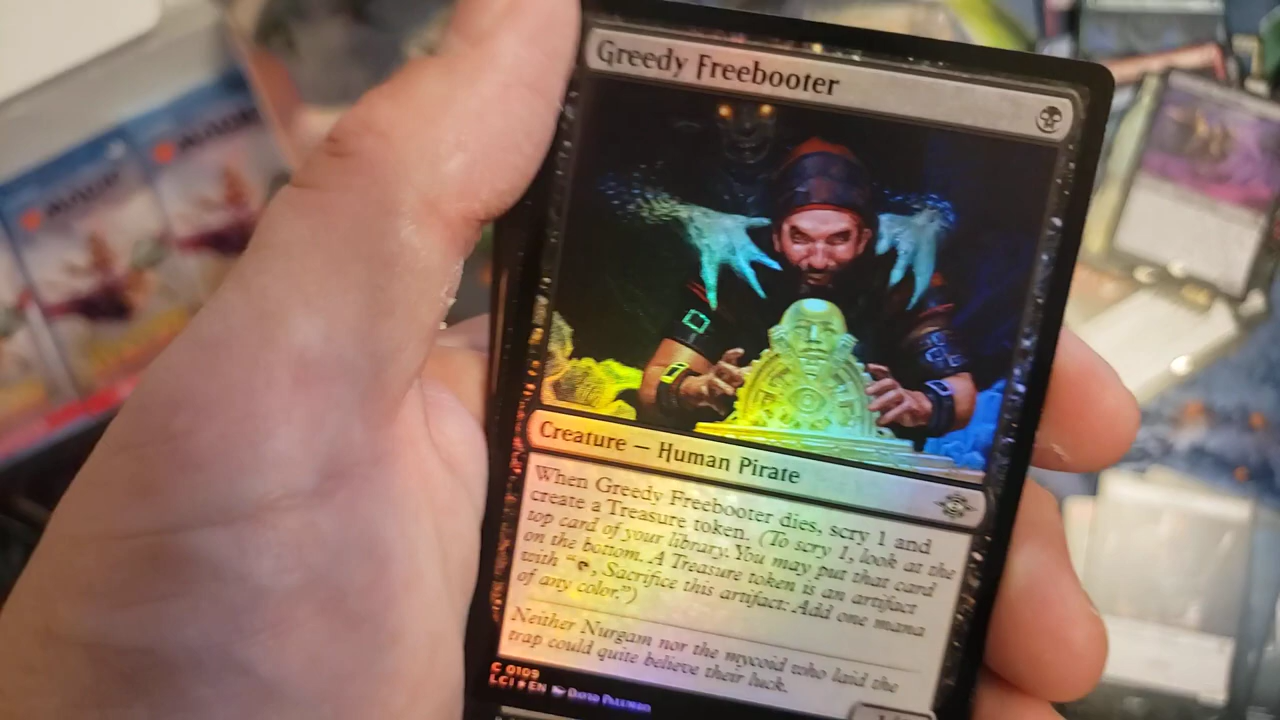 Greedy Freebooter
Creature — Human Pirate
When Greedy Freebooter dies, scry 1 and
create a Treasure token. (To scry 1, look at the
top card of your library. You may put that card
on the bottom. A Treasure token is an artifact
with “, Sacrifice this artifact: Add one mana
of any color.”)
Neither Nurgam nor the mycoid who laid the
trap could quite believe their luck.
C 0109
LCI ★ EN David Palumbo